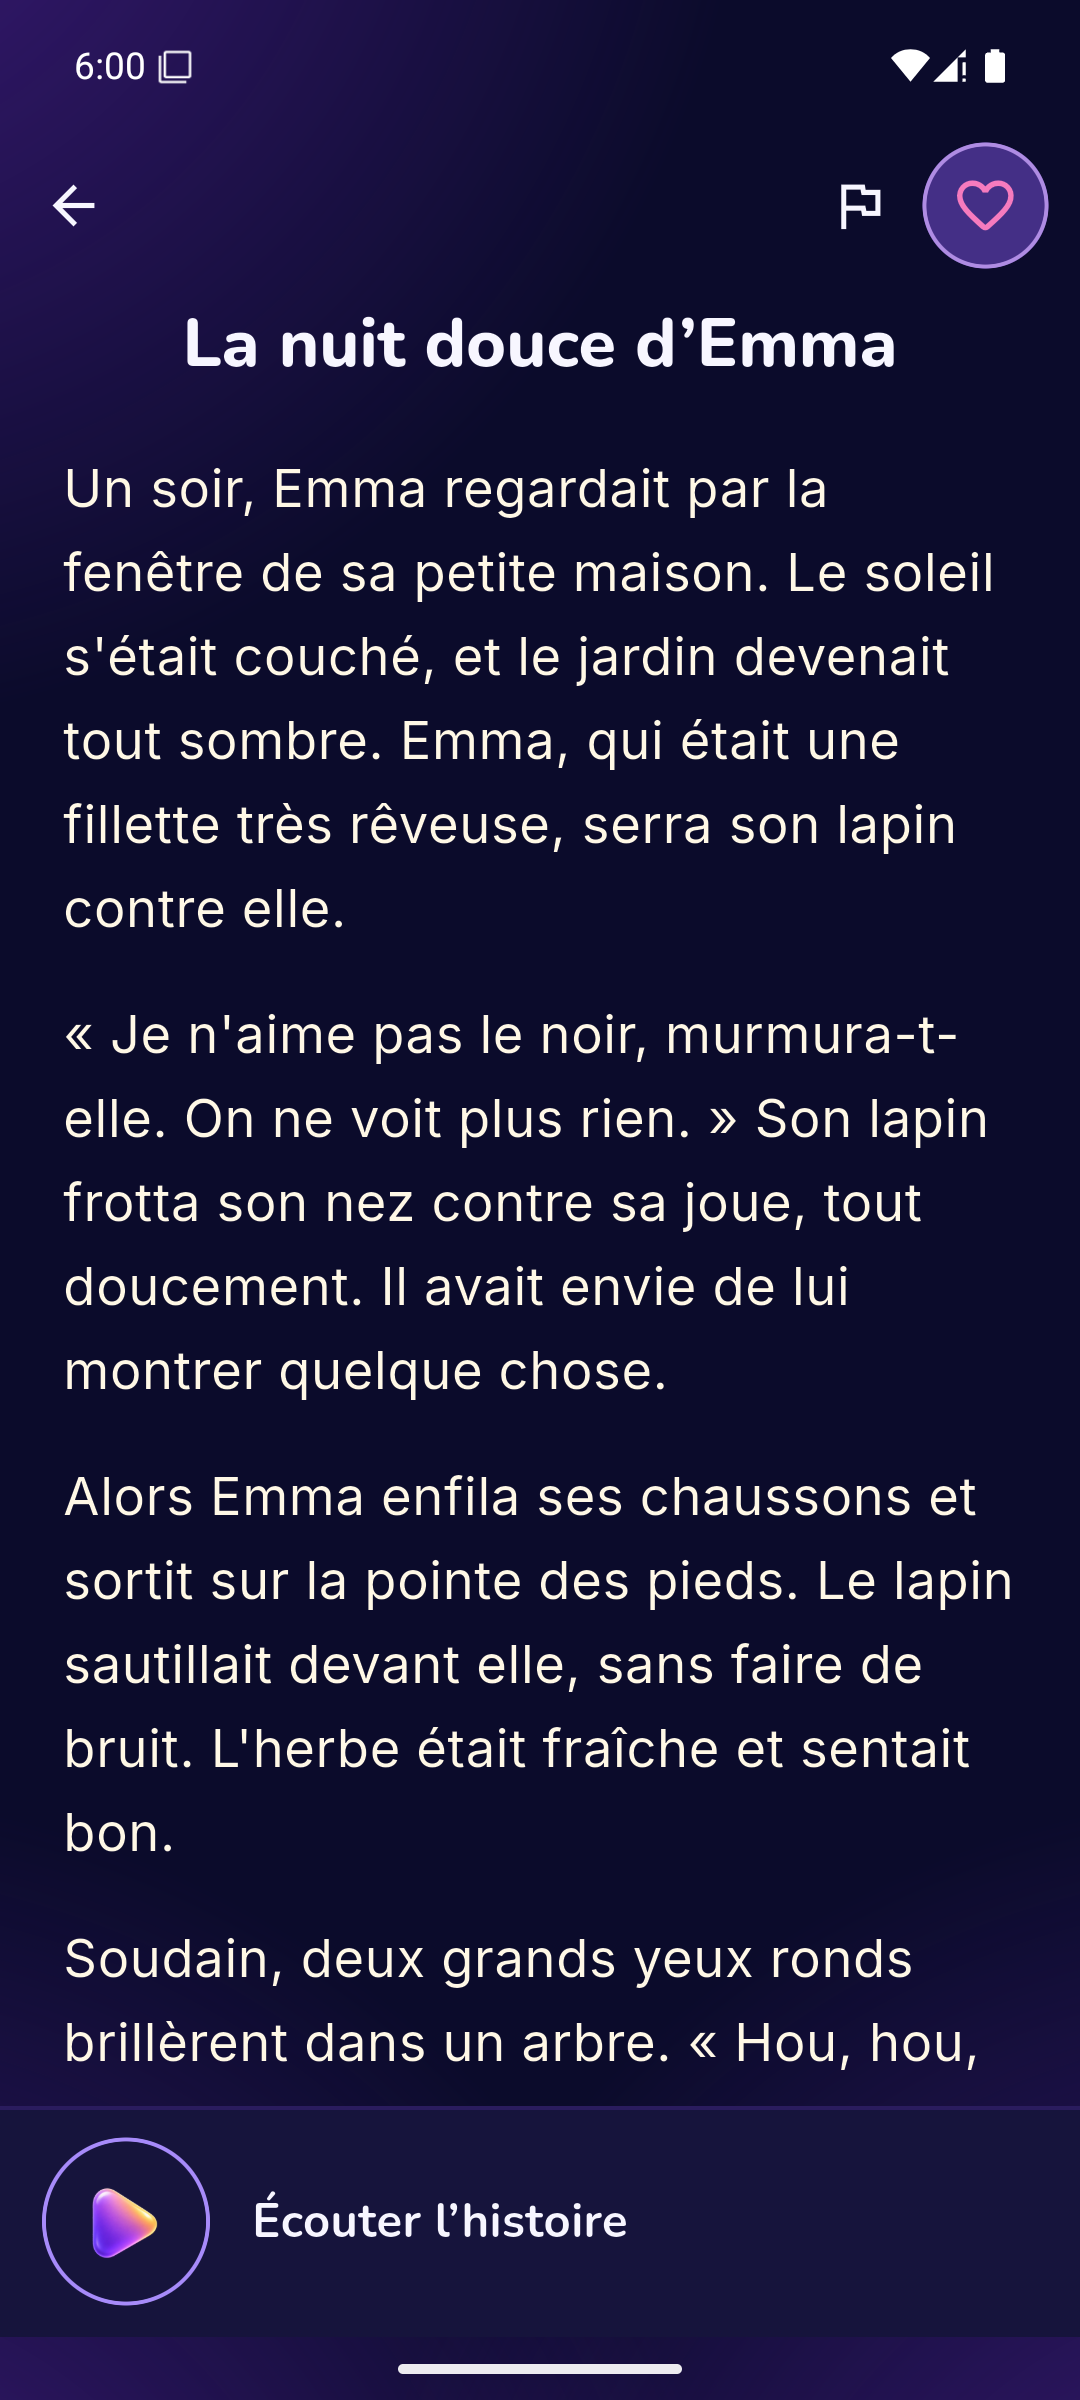 6:00
La nuit douce d’Emma
Un soir, Emma regardait par la
fenêtre de sa petite maison. Le soleil
s'était couché, et le jardin devenait
tout sombre. Emma, qui était une
fillette très rêveuse, serra son lapin
contre elle.
« Je n'aime pas le noir, murmura-t-
elle. On ne voit plus rien. » Son lapin
frotta son nez contre sa joue, tout
doucement. Il avait envie de lui
montrer quelque chose.
Alors Emma enfila ses chaussons et
sortit sur la pointe des pieds. Le lapin
sautillait devant elle, sans faire de
bruit. L'herbe était fraîche et sentait
bon.
Soudain, deux grands yeux ronds
brillèrent dans un arbre. « Hou, hou,
Écouter l’histoire